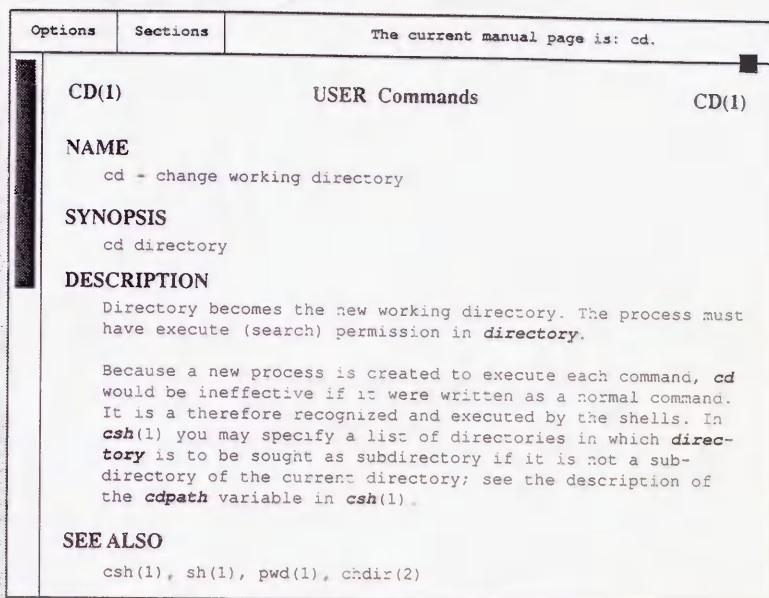 Options Sections The current manual page is: cd.
CD(1) USER Commands CD(1)
NAME
cd - change working directory
SYNOPSIS
cd directory
DESCRIPTION
Directory becomes the new working directory. The process must
have execute (search) permission in directory.
Because a new process is created to execute each command, cd
would be ineffective if it were written as a normal command.
It is a therefore recognized and executed by the shells. In
csh(1) you may specify a list of directories in which direc-
tory is to be sought as subdirectory if it is not a sub-
directory of the current directory; see the description of
the cdpath variable in csh(1).
SEE ALSO
csh(1), sh(1), pwd(1), chdir(2)